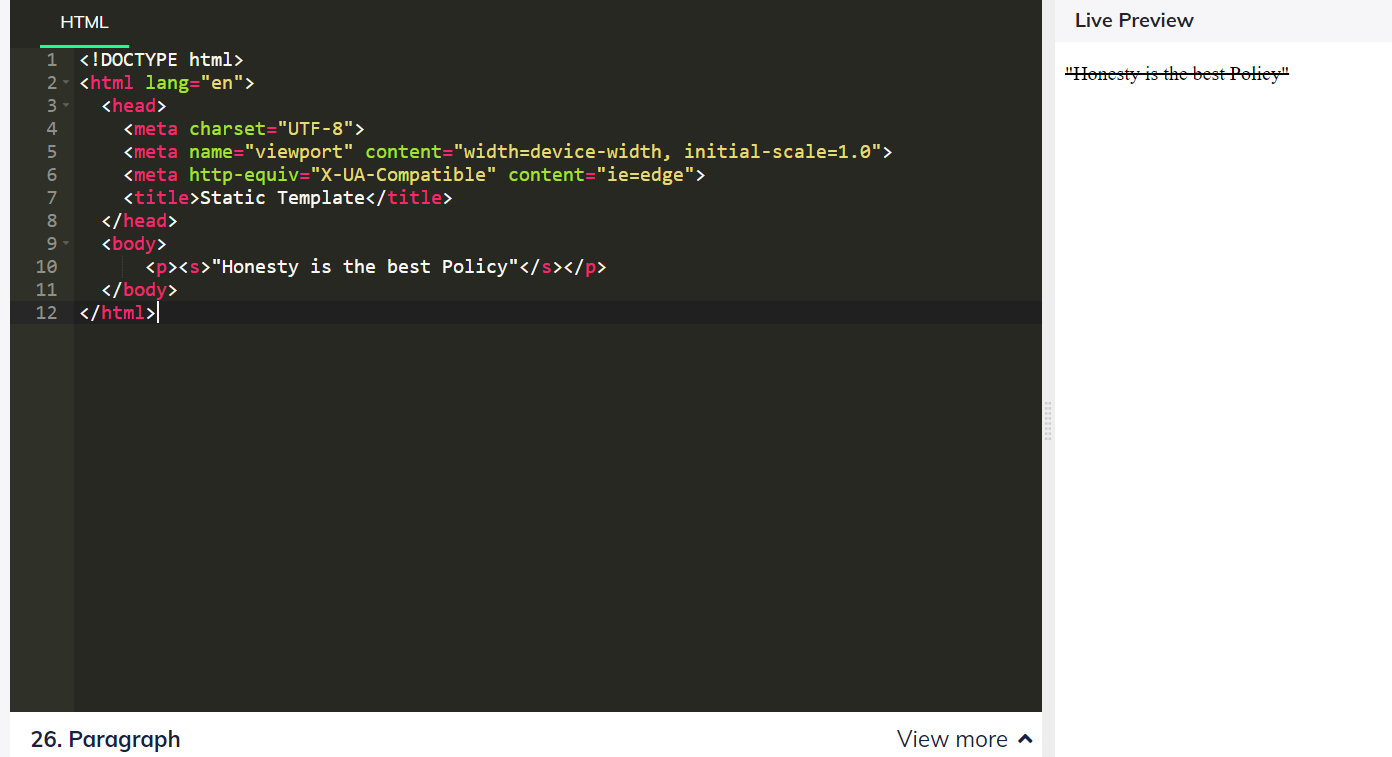 HTML
Live Preview
1 <!DOCTYPE html>
2 <html lang="en">
3 <head>
4 <meta charset="UTF-8">
5 <meta name="viewport" content="width=device-width, initial-scale=1.0">
6 <meta http-equiv="X-UA-Compatible" content="ie=edge">
7 <title>Static Template</title>
8 </head>
9 <body>
10 <p><s>"Honesty is the best Policy"</s></p>
11 </body>
12 </html>
"Honesty is the best Policy"
26. Paragraph
View more